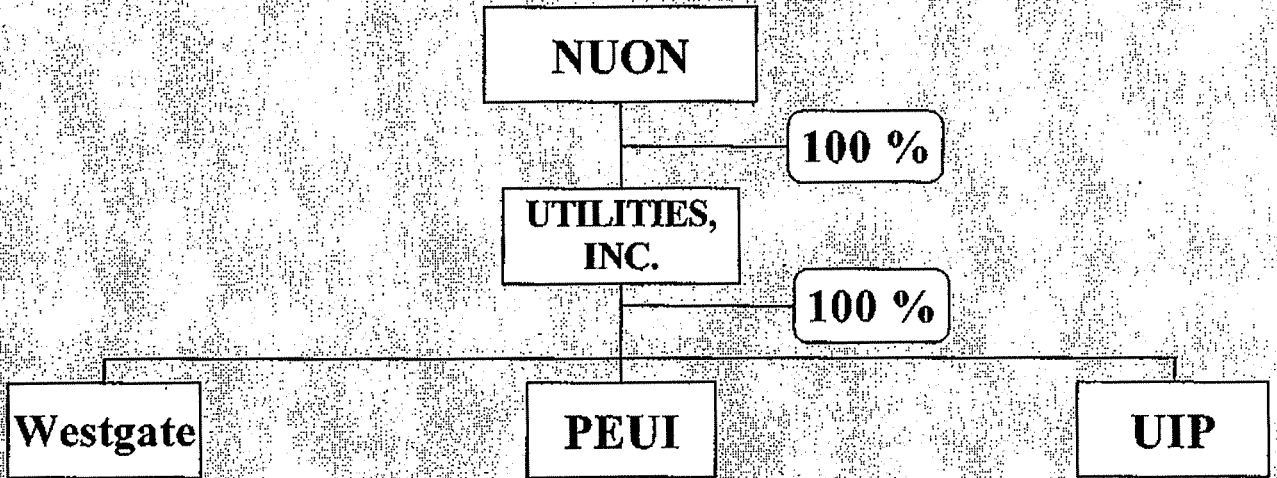 NUON
100 %
UTILITIES,
INC.
100 %
Westgate
PEUI
UIP